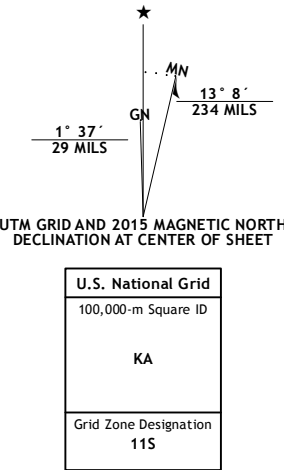 ★
MN
GN
13° 8´
234 MILS
1° 37´
29 MILS
UTM GRID AND 2015 MAGNETIC NORTH
DECLINATION AT CENTER OF SHEET
U.S. National Grid
100,000-m Square ID
KA
Grid Zone Designation
11S